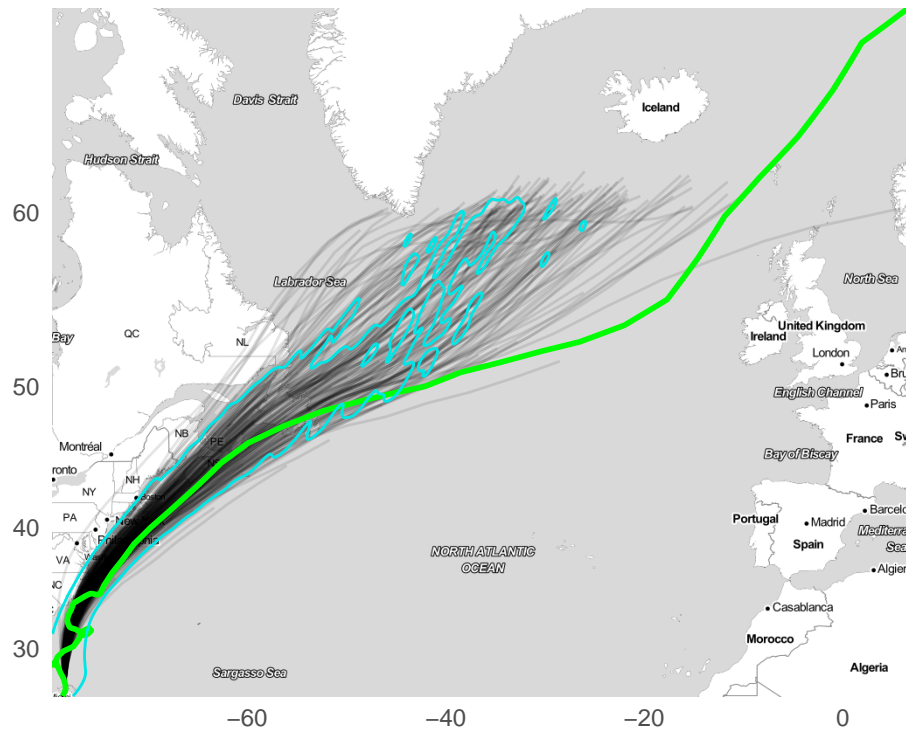 Davis Strait
Iceland
Hudson Strait
60
Labrador Sea
North Sea
QC
NL
Bay
Ireland
United Kingdom
London
50
English Channel
Paris
NB
PE
Montréal
France
Bay of Biscay
NH
NY
Portugal
Madrid
Spain
PA
40
VA
NORTH ATLANTIC
OCEAN
Casablanca
30
Morocco
Sargasso Sea
Algeria
−60
−40
−20
0